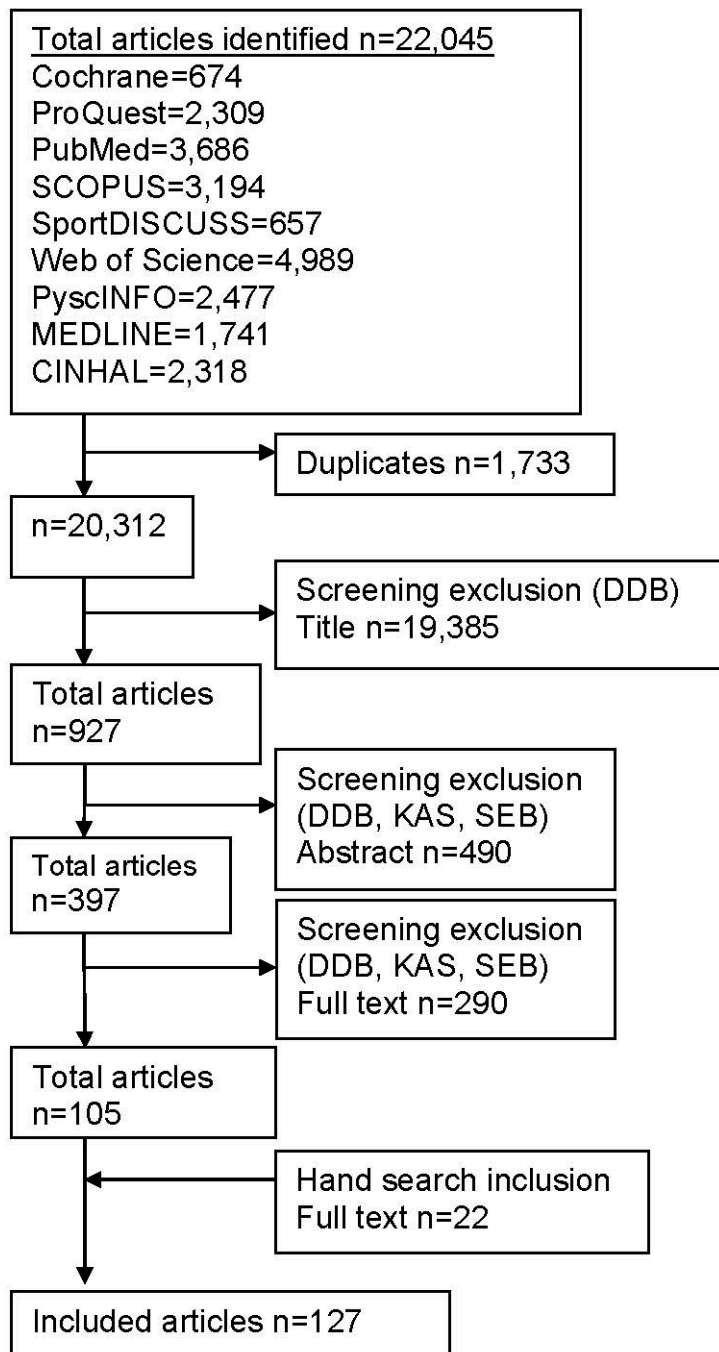 Total articles identified n=22,045
Cochrane=674
ProQuest=2,309
PubMed=3,686
SCOPUS=3,194
SportDISCUSS=657
Web of Science=4,989
PyscINFO=2,477
MEDLINE=1,741
CINHAL=2,318
Duplicates n=1,733
n=20,312
Screening exclusion (DDB)
Title n=19,385
Total articles
n=927
Screening exclusion
(DDB, KAS, SEB)
Abstract n=490
Total articles
n=397
Screening exclusion
(DDB, KAS, SEB)
Full text n=290
Total articles
n=105
Hand search inclusion
Full text n=22
Included articles n=127